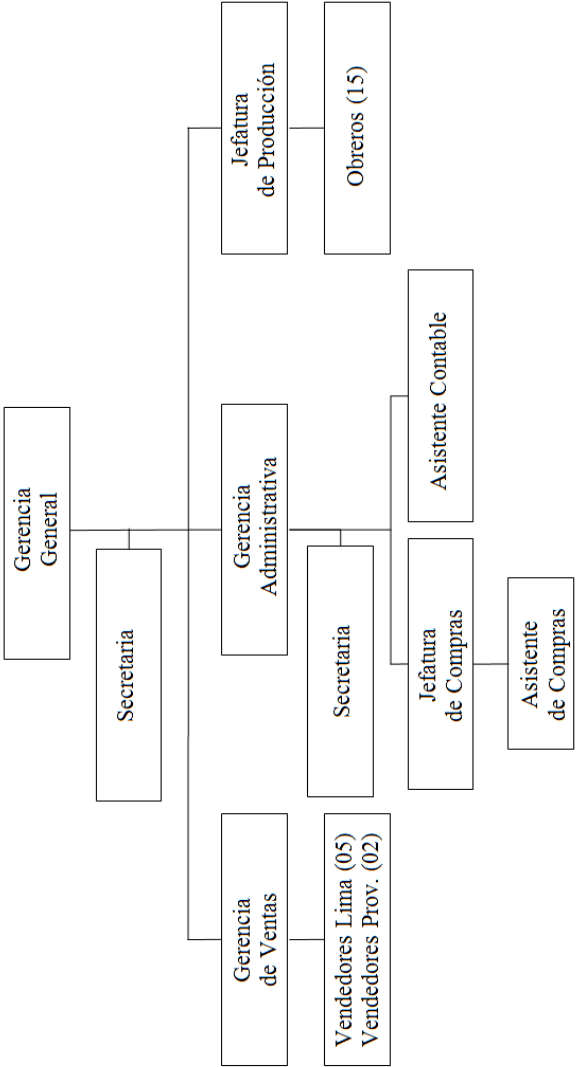 Gerencia
General
Secretaria
Gerencia
de Ventas
Gerencia
Administrativa
Jefatura
de Producción
Vendedores Lima (05)
Vendedores Prov. (02)
Secretaria
Obreros (15)
Jefatura
de Compras
Asistente Contable
Asistente
de Compras